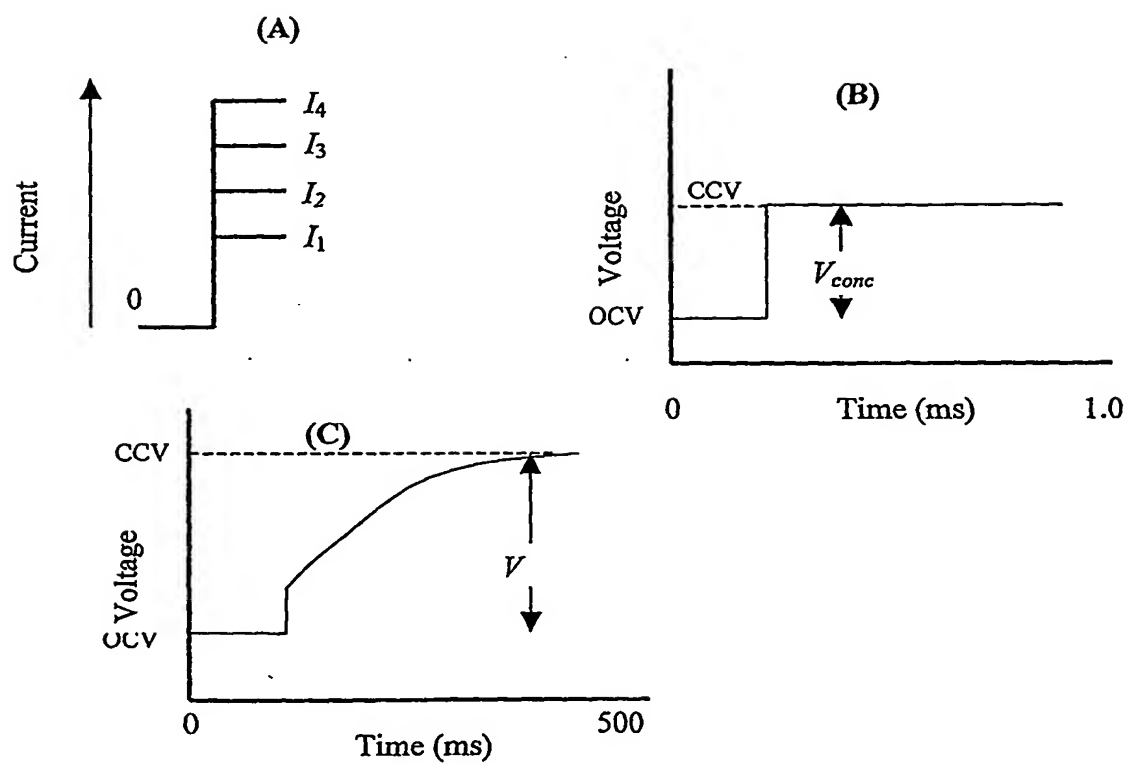 (A)
Current
0
I4
I3
I2
I1
(B)
Voltage
CCV
OCV
Vconc
0
Time (ms)
1.0
(C)
Voltage
CCV
OCV
V
0
Time (ms)
500